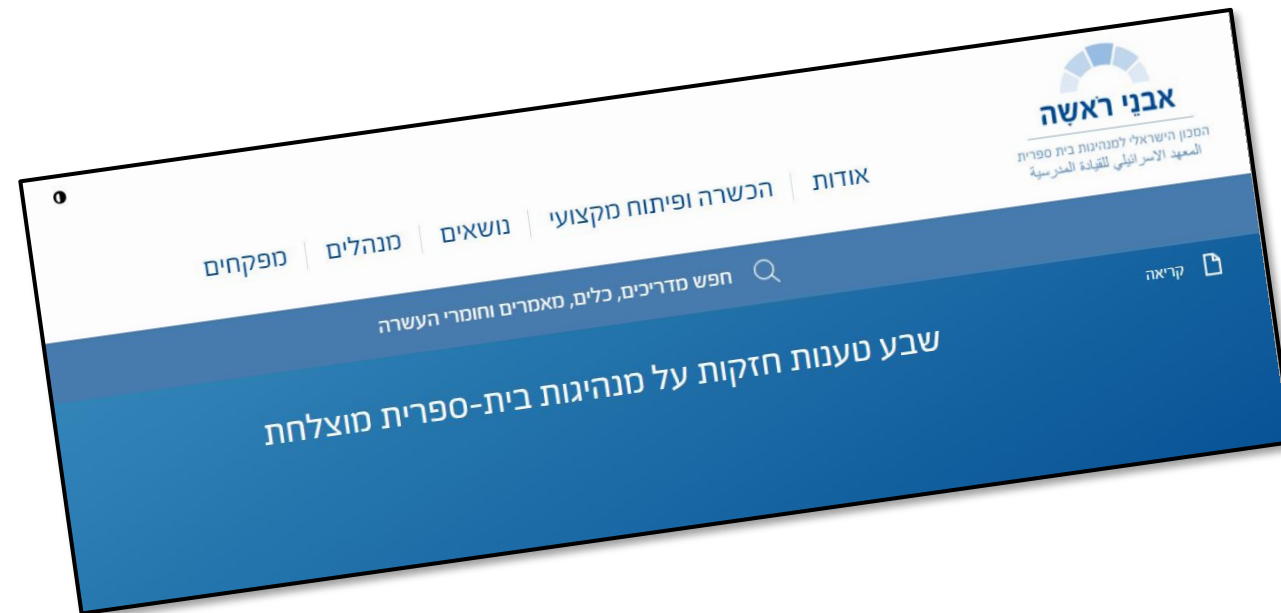 אבני ראשה
המכון הישראלי למנהיגות בית ספרית
المعهد الاسرائيلي للقيادة المدرسية
אודות | הכשרה ופיתוח מקצועי | נושאים | מנהלים | מפקחים
חפש מדריכים, כלים, מאמרים וחומרי העשרה
קריאה
שבע טענות חזקות על מנהיגות בית-ספרית מוצלחת